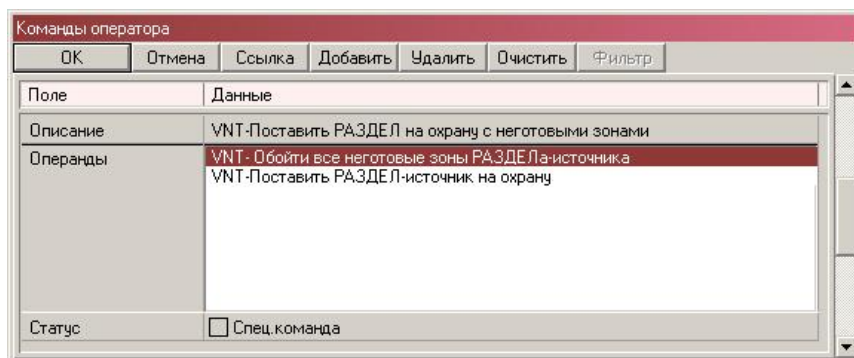 Команды оператора
ОК Отмена Ссылка Добавить Удалить Очистить Фильтр
Поле Данные
Описание VNT-Поставить РАЗДЕЛ на охрану с неготовыми зонами
Операнды VNT- Обойти все неготовые зоны РАЗДЕЛа-источника
VNT-Поставить РАЗДЕЛ-источник на охрану
Статус Спец.команда